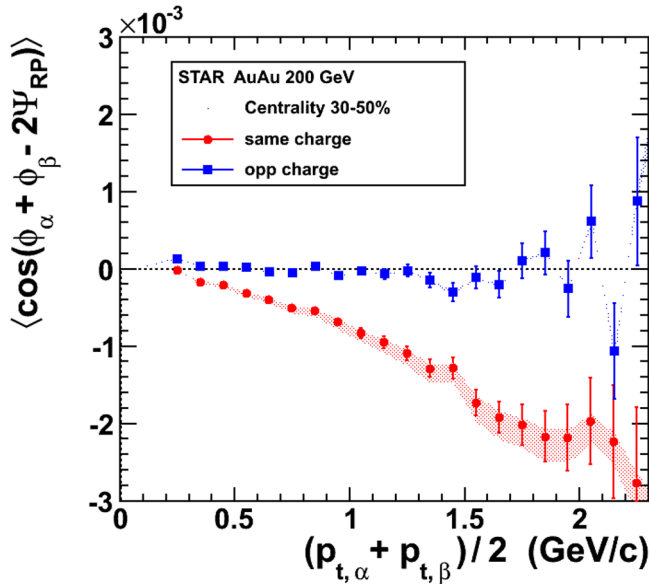 ×10⁻³
⟨cos(ϕα + ϕβ - 2ΨRP)⟩
3
2
1
0
-1
-2
-3
STAR AuAu 200 GeV
Centrality 30-50%
same charge
opp charge
0 0.5 1 1.5 2
(pt,α + pt,β)/2 (GeV/c)